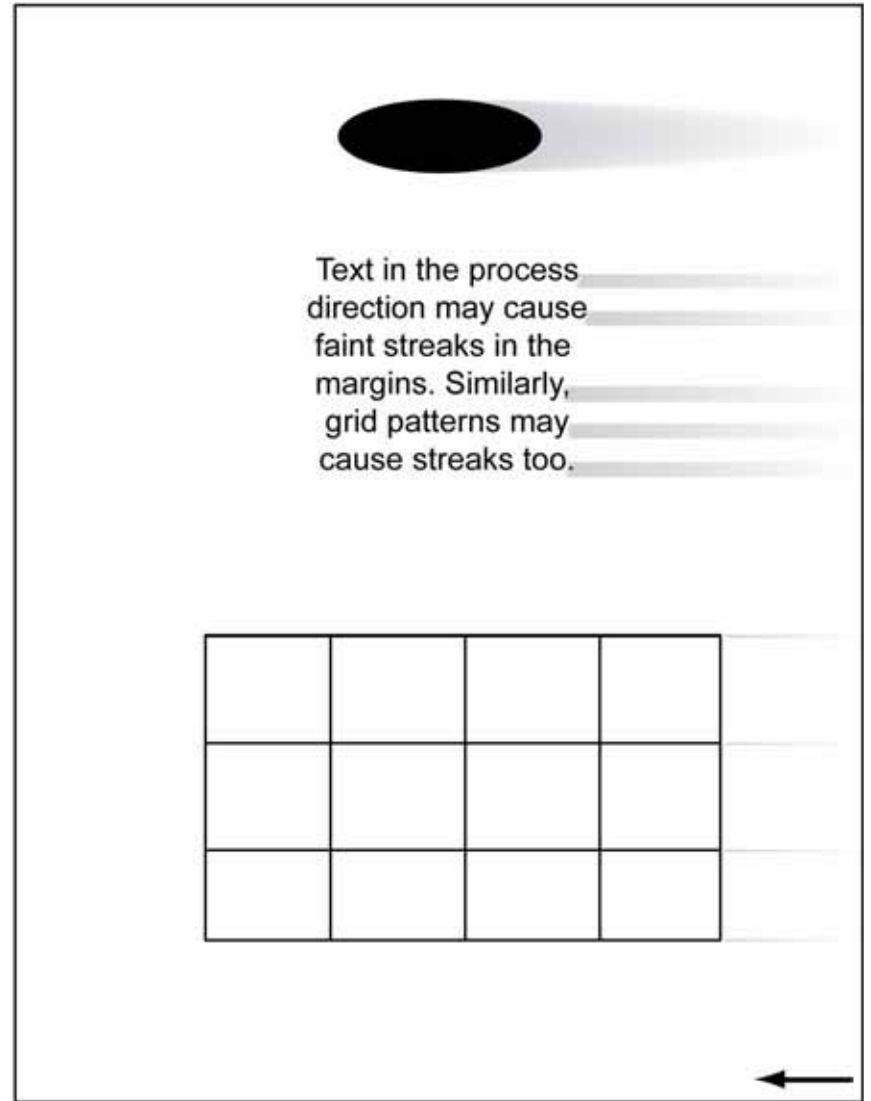 Text in the process
direction may cause
faint streaks in the
margins. Similarly,
grid patterns may
cause streaks too.